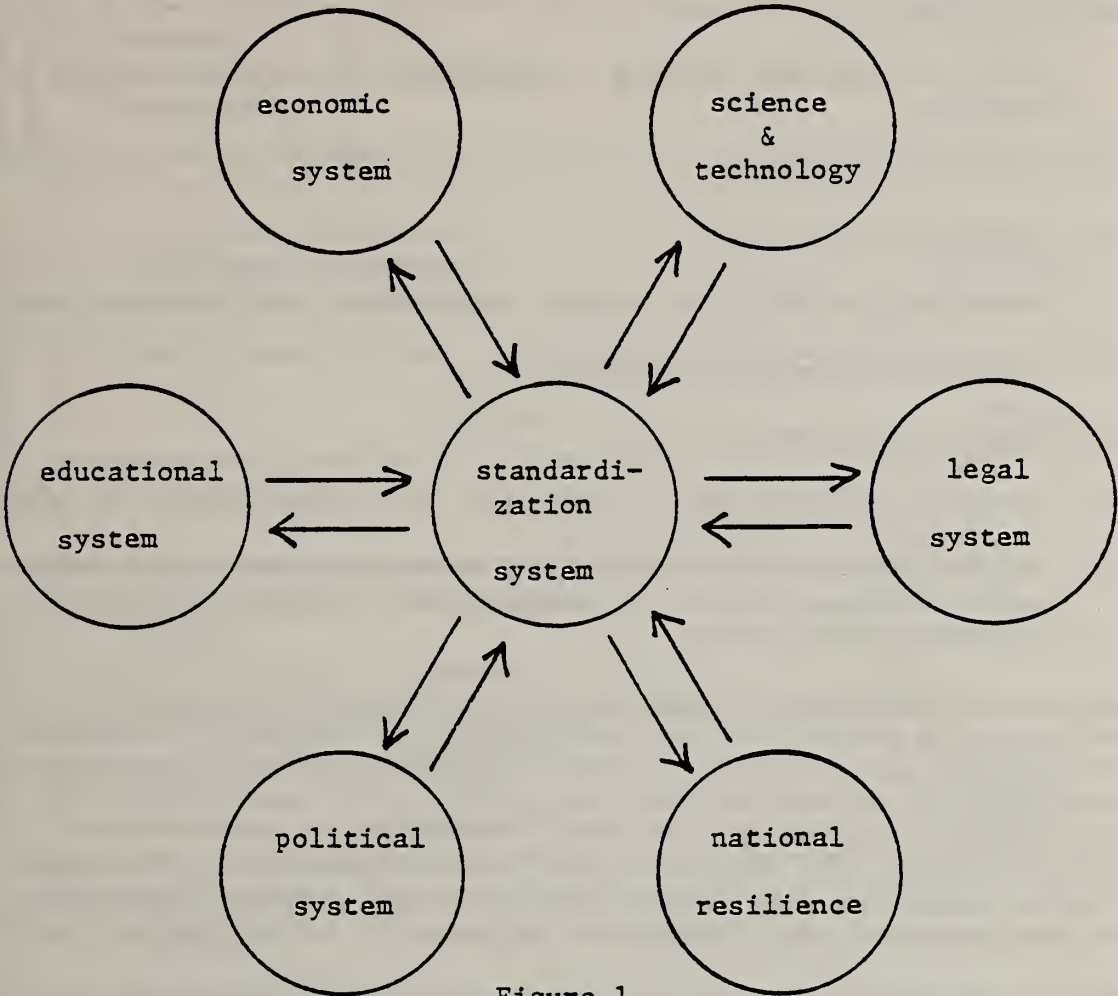 economic
system
science
&
technology
educational
system
standardi-
zation
system
legal
system
political
system
national
resilience
Figure 1